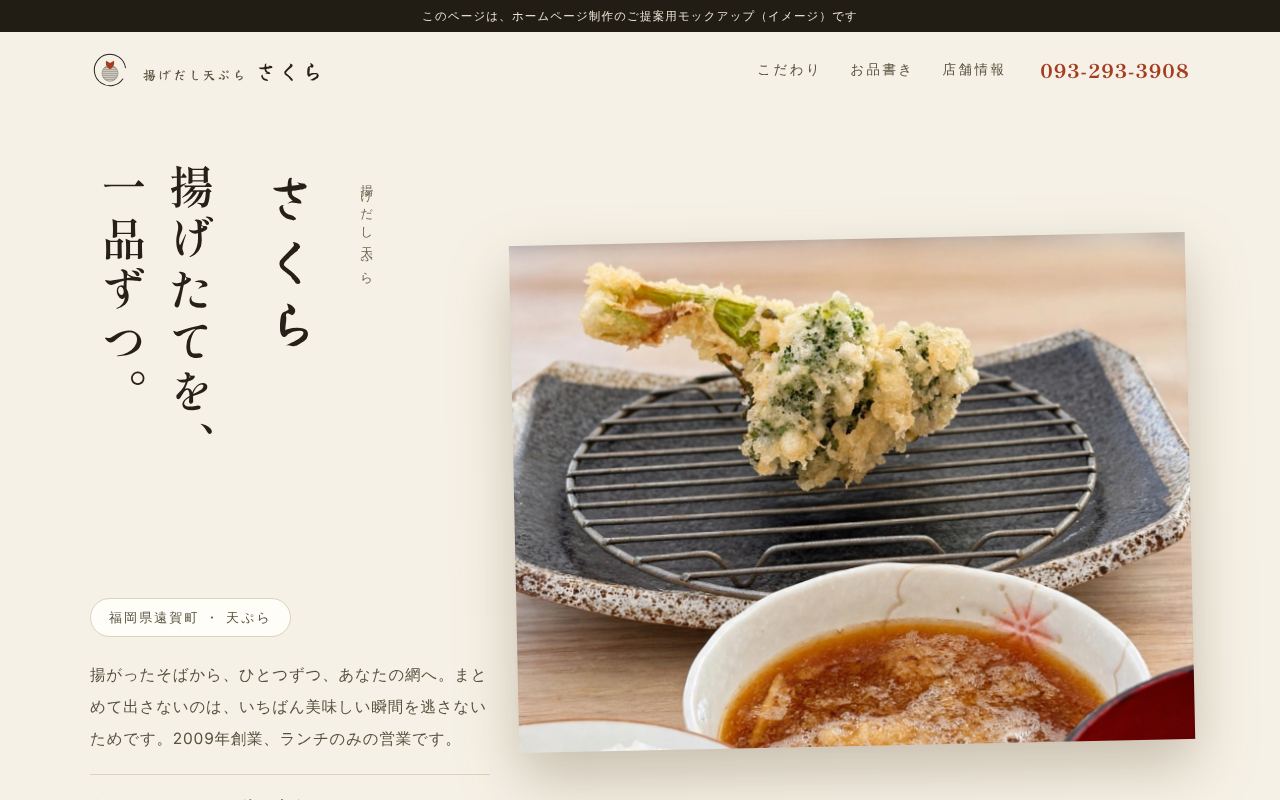 このページは、ホームページ制作のご提案用モックアップ（イメージ）です
揚げだし天ぷら さくら
こだわり
お品書き
店舗情報
093-293-3908
揚げだし天ぷら
さくら
揚げたてを、
一品ずつ。
福岡県遠賀町 ・ 天ぷら
揚がったそばから、ひとつずつ、あなたの網へ。まと
めて出さないのは、いちばん美味しい瞬間を逃さない
ためです。2009年創業、ランチのみの営業です。